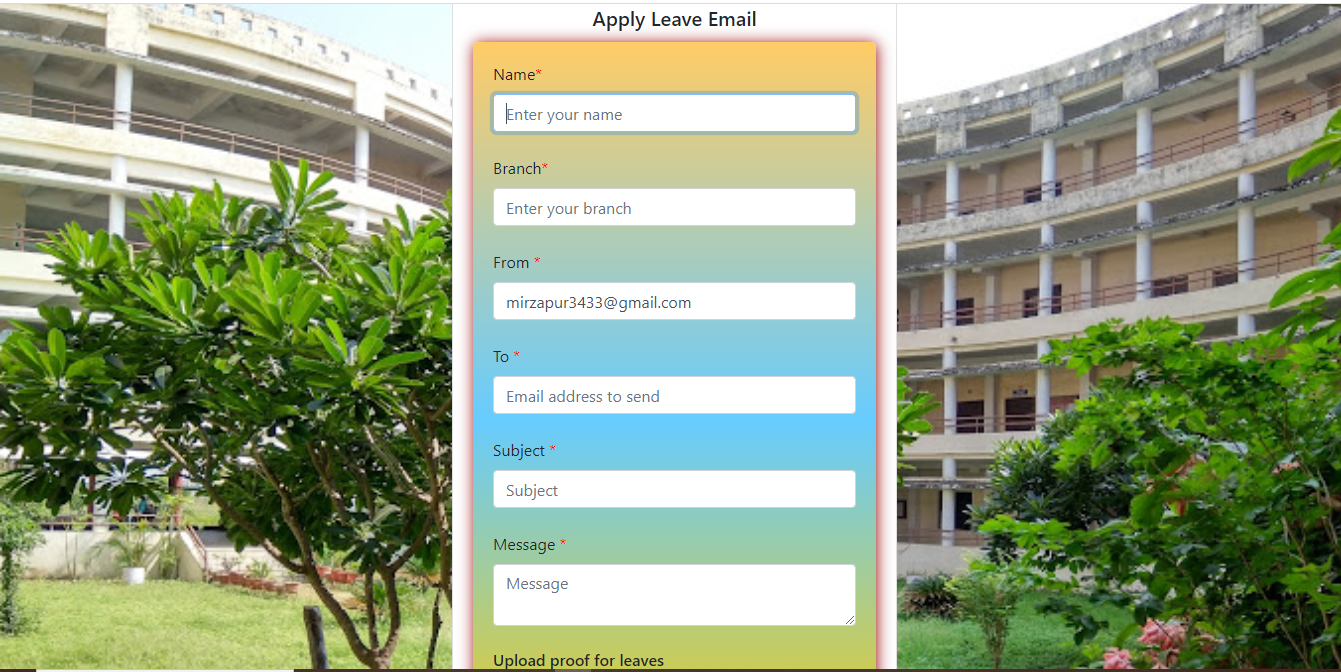 Apply Leave Email
Name*
Enter your name
Branch*
Enter your branch
From *
mirzapur3433@gmail.com
To *
Email address to send
Subject *
Subject
Message *
Message
Upload proof for leaves